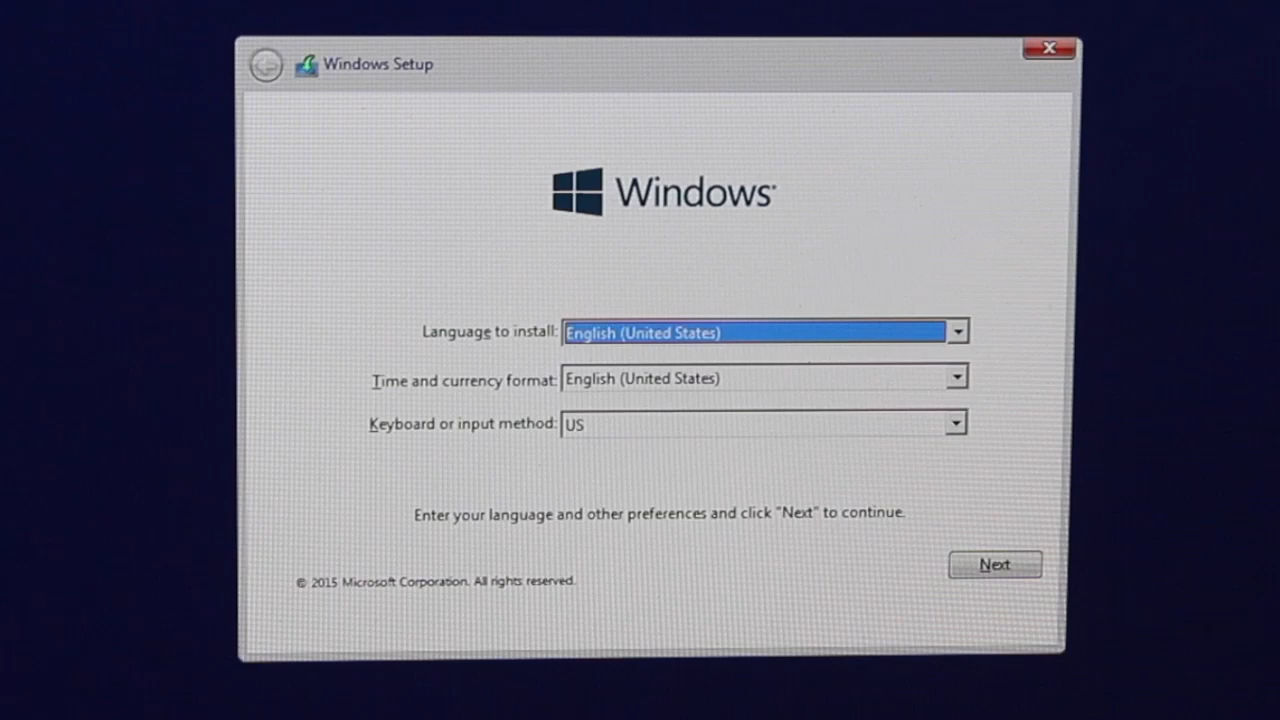 Windows Setup
Windows
Language to install: English (United States)
Time and currency format: English (United States)
Keyboard or input method: US
Enter your language and other preferences and click "Next" to continue.
Next
© 2015 Microsoft Corporation. All rights reserved.